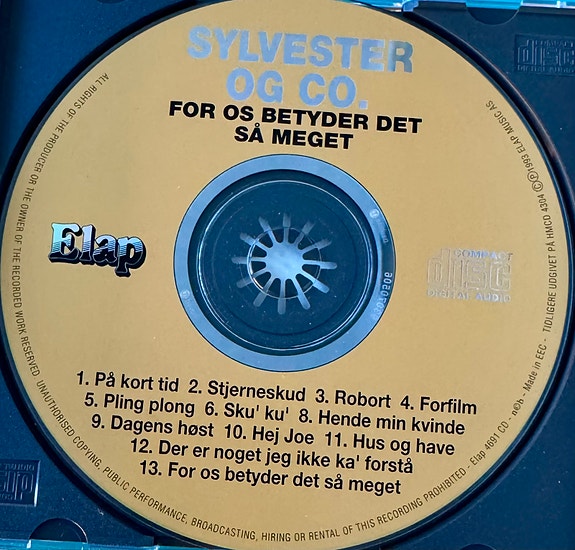 SYLVESTER
OG CO.
FOR OS BETYDER DET
SÅ MEGET
Elap
COMPACT
disc
DIGITAL AUDIO
1. På kort tid 2. Stjerneskud 3. Robort 4. Forfilm
5. Pling plong 6. Sku' ku' 8. Hende min kvinde
9. Dagens høst 10. Hej Joe 11. Hus og have
12. Der er noget jeg ikke ka' forstå
13. For os betyder det så meget
ALL RIGHTS OF THE PRODUCER OR THE OWNER OF THE RECORDED WORK RESERVED. UNAUTHORISED COPYING, PUBLIC PERFORMANCE, BROADCASTING, HIRING OR RENTAL OF THIS RECORDING PROHIBITED - Elap 4691 CD - n©b - Made in EEC - TIDLIGERE UDGIVET PÅ HMCD 4304 © ℗ 1993 ELAP MUSIC AS